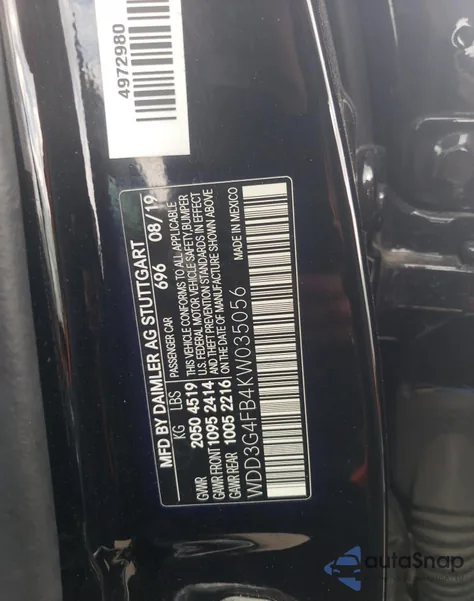 4972980
MFD BY DAIMLER AG STUTTGART
696 08/19
KG LBS
GVWR 2050 4519
GAWR FRONT 1095 2414
GAWR REAR 1005 2216
PASSENGER CAR
THIS VEHICLE CONFORMS TO ALL APPLICABLE
U.S. FEDERAL MOTOR VEHICLE SAFETY,BUMPER
AND THEFT PREVENTION STANDARDS IN EFFECT
ON THE DATE OF MANUFACTURE SHOWN ABOVE
MADE IN MEXICO
WDD3G4FB4KW035056
autoSnap